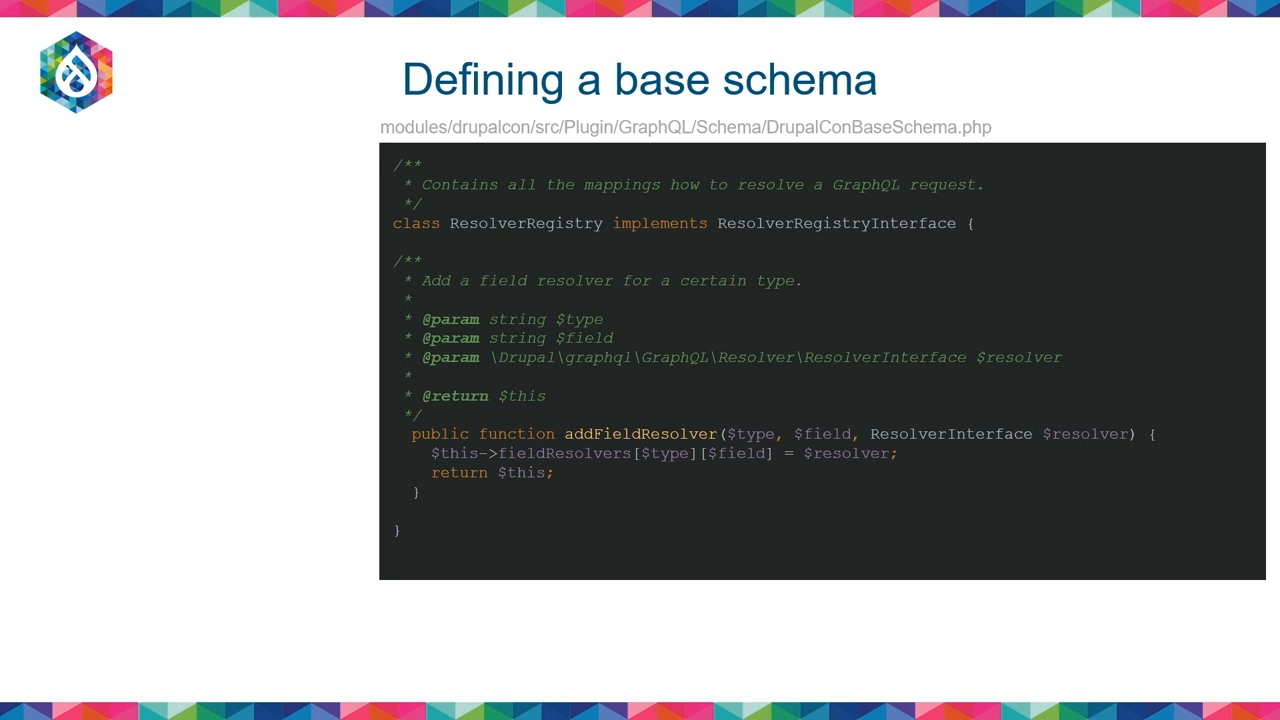 Defining a base schema
modules/drupalcon/src/Plugin/GraphQL/Schema/DrupalConBaseSchema.php
/**
 * Contains all the mappings how to resolve a GraphQL request.
 */
class ResolverRegistry implements ResolverRegistryInterface {
/**
 * Add a field resolver for a certain type.
 *
 * @param string $type
 * @param string $field
 * @param \Drupal\graphql\GraphQL\Resolver\ResolverInterface $resolver
 *
 * @return $this
 */
  public function addFieldResolver($type, $field, ResolverInterface $resolver) {
    $this->fieldResolvers[$type][$field] = $resolver;
    return $this;
  }
}